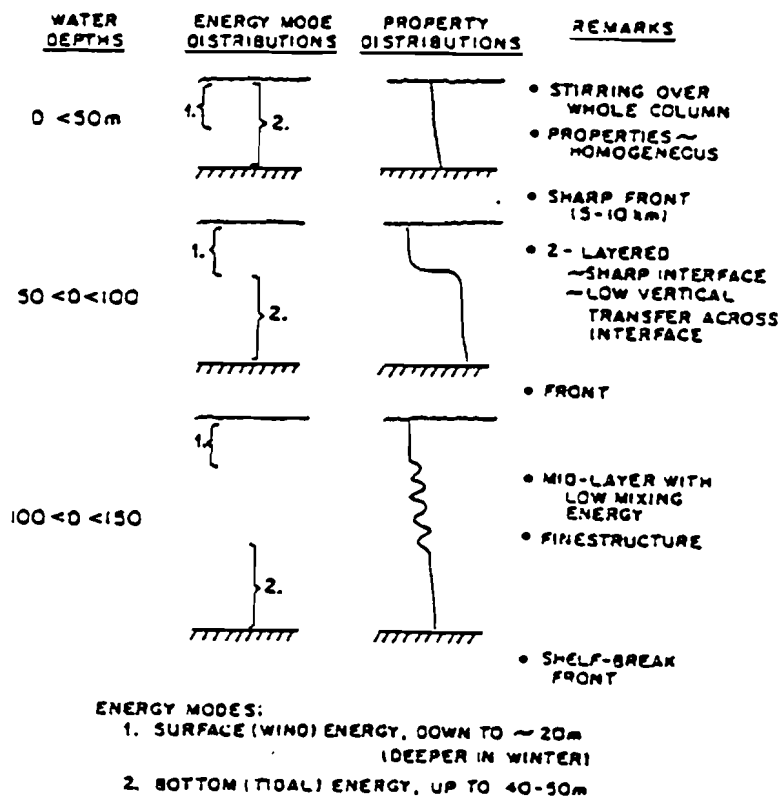 WATER DEPTHS
ENERGY MODE DISTRIBUTIONS
PROPERTY DISTRIBUTIONS
REMARKS
0 < 50m
1.
2.
• STIRRING OVER
WHOLE COLUMN
• PROPERTIES ~
HOMOGENEOUS
• SHARP FRONT
(5-10 km)
50 < D < 100
1.
2.
• 2-LAYERED
~SHARP INTERFACE
~LOW VERTICAL
TRANSFER ACROSS
INTERFACE
• FRONT
100 < D < 150
1.
2.
• MID-LAYER WITH
LOW MIXING
ENERGY
• FINESTRUCTURE
• SHELF-BREAK
FRONT
ENERGY MODES:
1. SURFACE (WIND) ENERGY, DOWN TO ~ 20m
(DEEPER IN WINTER)
2. BOTTOM (TIDAL) ENERGY, UP TO 40-50m